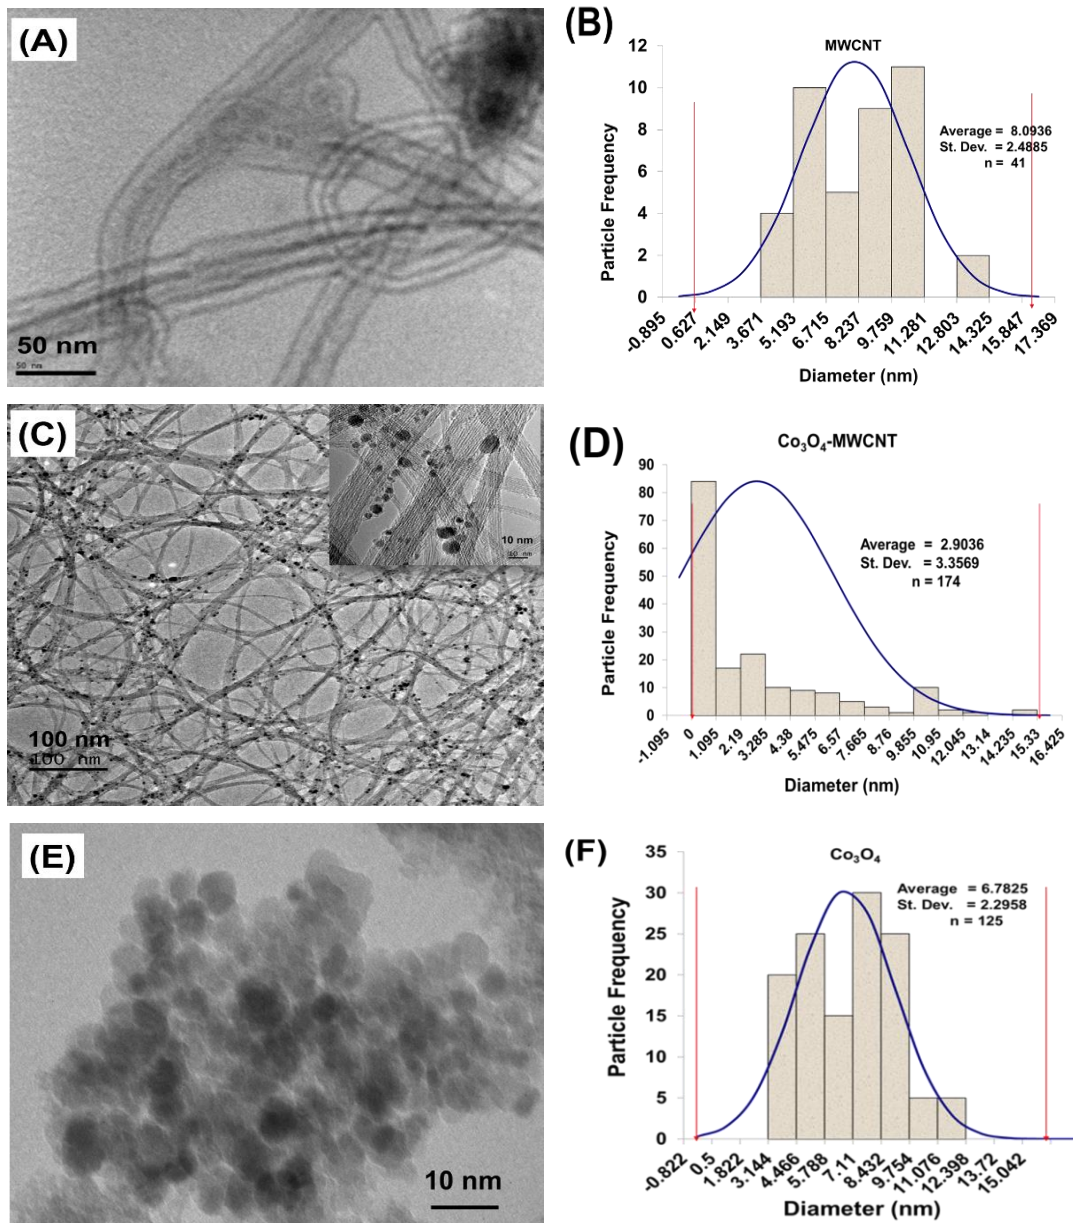 (A)
50 nm
50 nm
(B)
MWCNT
Average = 8.0936
St. Dev. = 2.4885
n = 41
Particle Frequency
12
10
8
6
4
2
0
-0.895 0.627 2.149 3.671 5.193 6.715 8.237 9.759 11.281 12.803 14.325 15.847 17.369
Diameter (nm)
(C)
10 nm
10 nm
100 nm
100 nm
(D)
Co₃O₄-MWCNT
Average = 2.9036
St. Dev. = 3.3569
n = 174
Particle Frequency
90
80
70
60
50
40
30
20
10
0
-1.095 0 1.095 2.19 3.285 4.38 5.475 6.57 7.665 8.76 9.855 10.95 12.045 13.14 14.235 15.33 16.425
Diameter (nm)
(E)
10 nm
(F)
Co₃O₄
Average = 6.7825
St. Dev. = 2.2958
n = 125
Particle Frequency
35
30
25
20
15
10
5
0
-0.822 0.5 1.822 3.144 4.466 5.788 7.11 8.432 9.754 11.076 12.398 13.72 15.042
Diameter (nm)